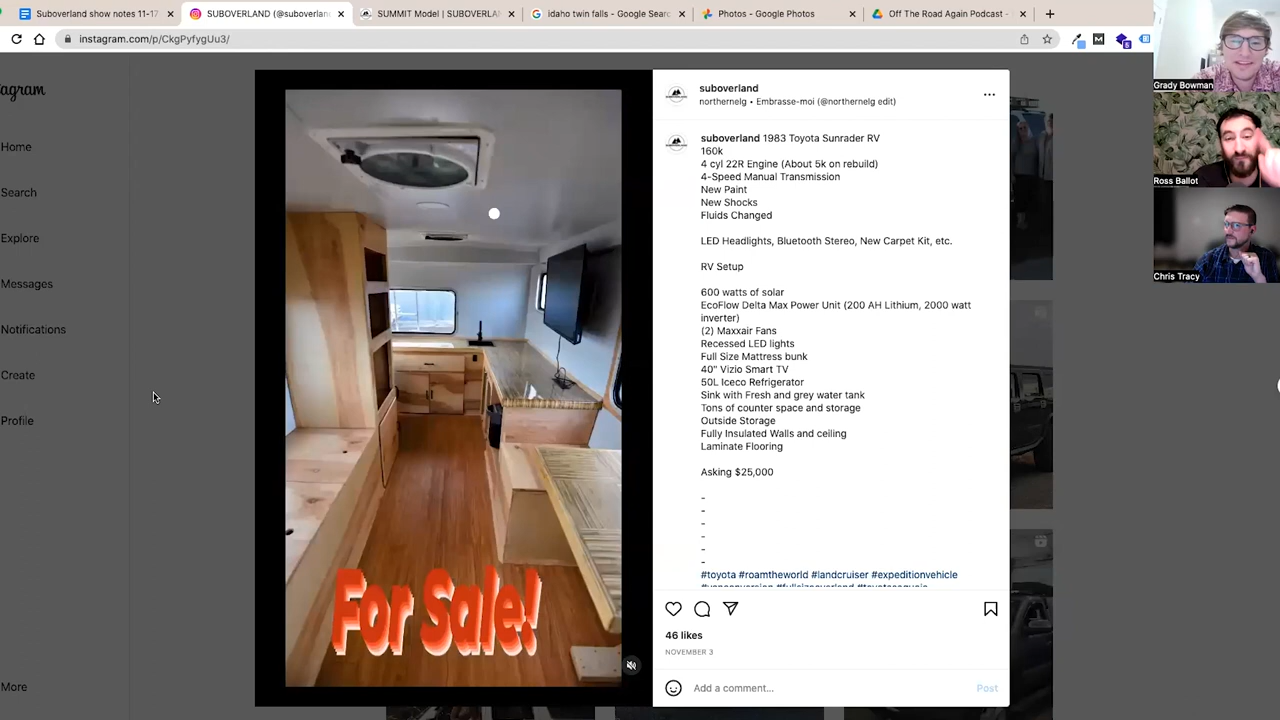 Suboverland show notes 11-17
SUBOVERLAND (@suboverland
SUMMIT Model | SUBOVERL
idaho twin falls - Google Sear
Photos - Google Photos
Off The Road Again Podcast -
instagram.com/p/CkgPyfygUu3/
Grady Bowman
Ross Ballot
Chris Tracy
agram
Home
Search
Explore
Messages
Notifications
Create
Profile
More
For Sale!
suboverland
northernelg • Embrasse-moi (@northernelg edit)
suboverland 1983 Toyota Sunrader RV
160k
4 cyl 22R Engine (About 5k on rebuild)
4-Speed Manual Transmission
New Paint
New Shocks
Fluids Changed
LED Headlights, Bluetooth Stereo, New Carpet Kit, etc.
RV Setup
600 watts of solar
EcoFlow Delta Max Power Unit (200 AH Lithium, 2000 watt
inverter)
(2) Maxxair Fans
Recessed LED lights
Full Size Mattress bunk
40" Vizio Smart TV
50L Iceco Refrigerator
Sink with Fresh and grey water tank
Tons of counter space and storage
Outside Storage
Fully Insulated Walls and ceiling
Laminate Flooring
Asking $25,000
-
-
-
-
-
-
#toyota #roamtheworld #landcruiser #expeditionvehicle
46 likes
NOVEMBER 3
Add a comment...
Post